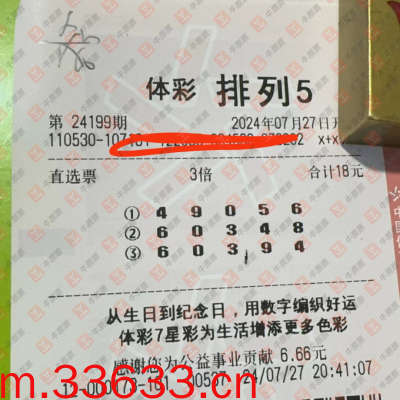 体彩 排列5
第 24199期 2024年07月27日开
110530-107 x+x
直选票 3倍 合计18元
① 4 9 0 5 6
② 6 0 3 4 8
③ 6 0 3 9 4
从生日到纪念日，用数字编织好运
体彩7星彩为生活增添更多色彩
感谢您为公益事业贡献 6.66元
24/07/27 20:41:07
m.33633.cn